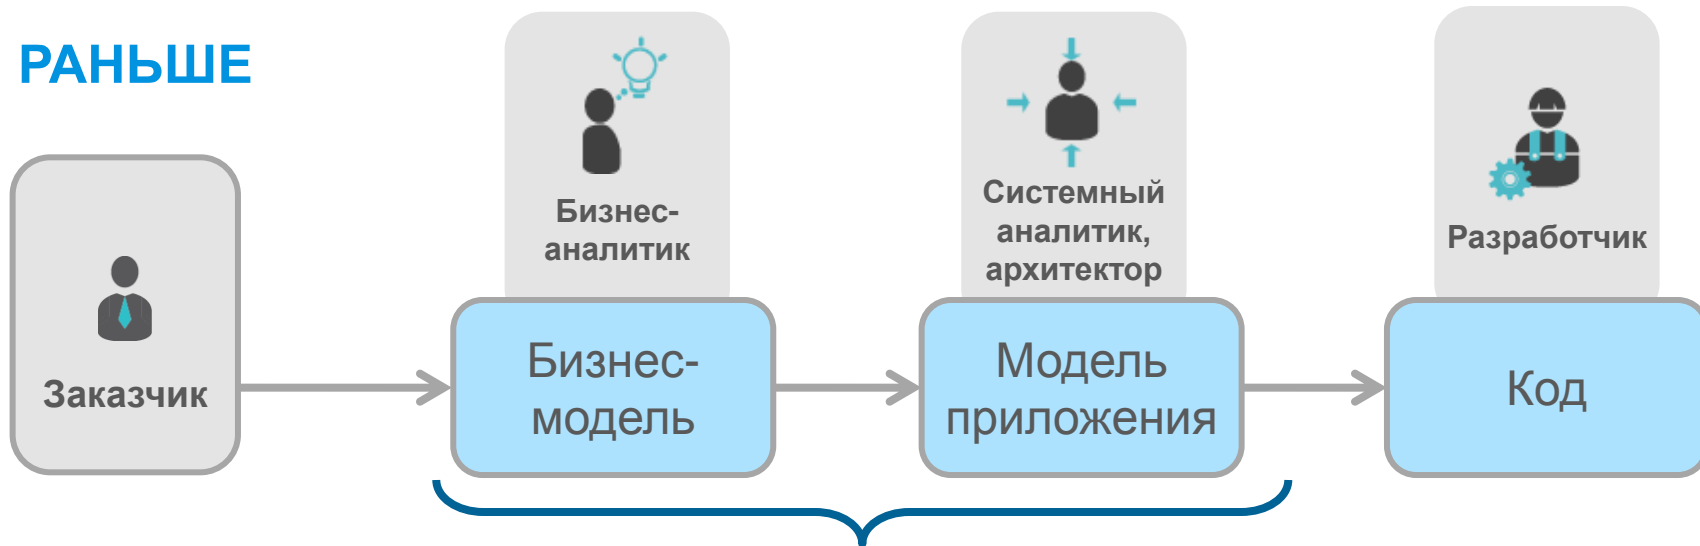 РАНЬШЕ
Заказчик
Бизнес-
аналитик
Бизнес-
модель
Системный
аналитик,
архитектор
Модель
приложения
Разработчик
Код